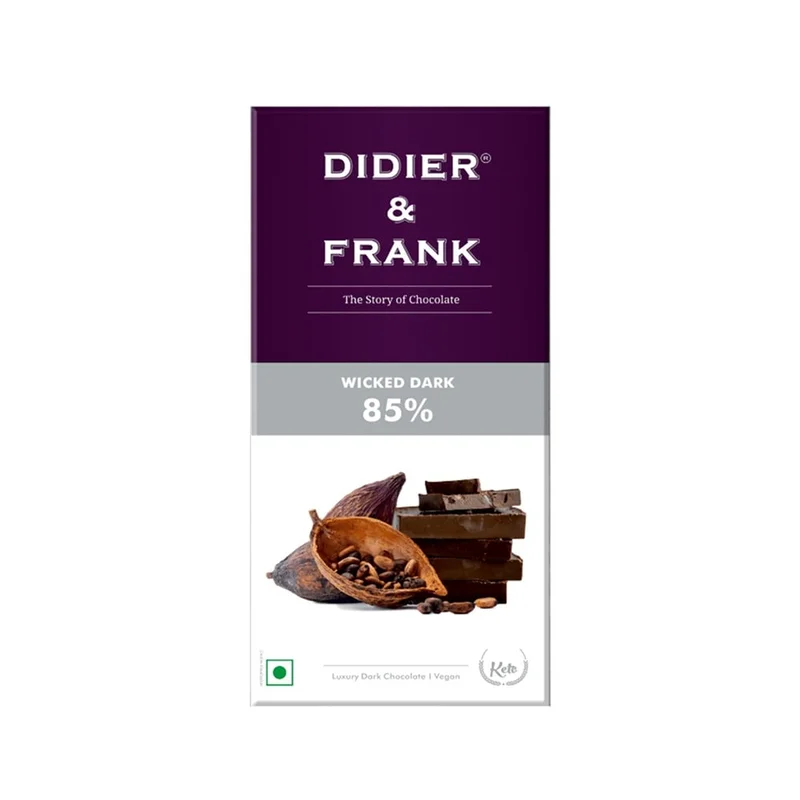 DIDIER®
&
FRANK
The Story of Chocolate
WICKED DARK
85%
Luxury Dark Chocolate | Vegan
Keto